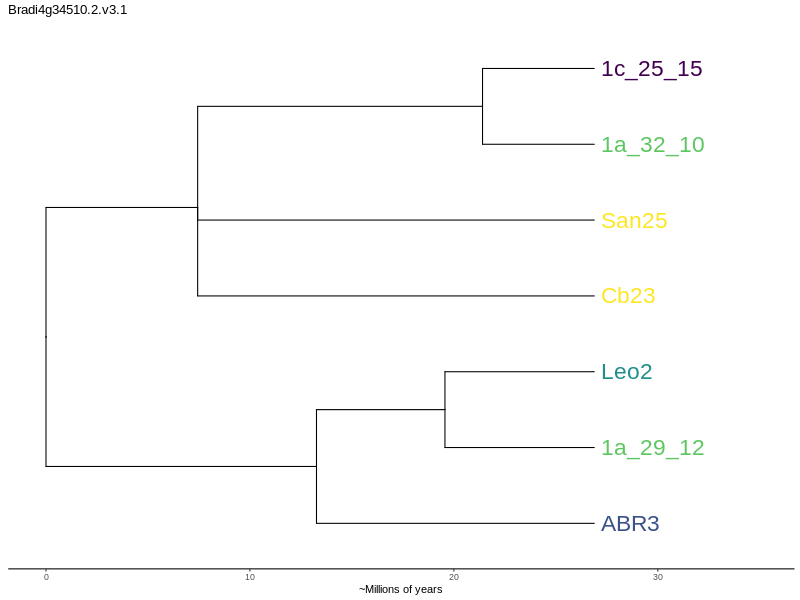 Bradi4g34510.2.v3.1
1c_25_15
1a_32_10
San25
Cb23
Leo2
1a_29_12
ABR3
0 10 20 30
~Millions of years